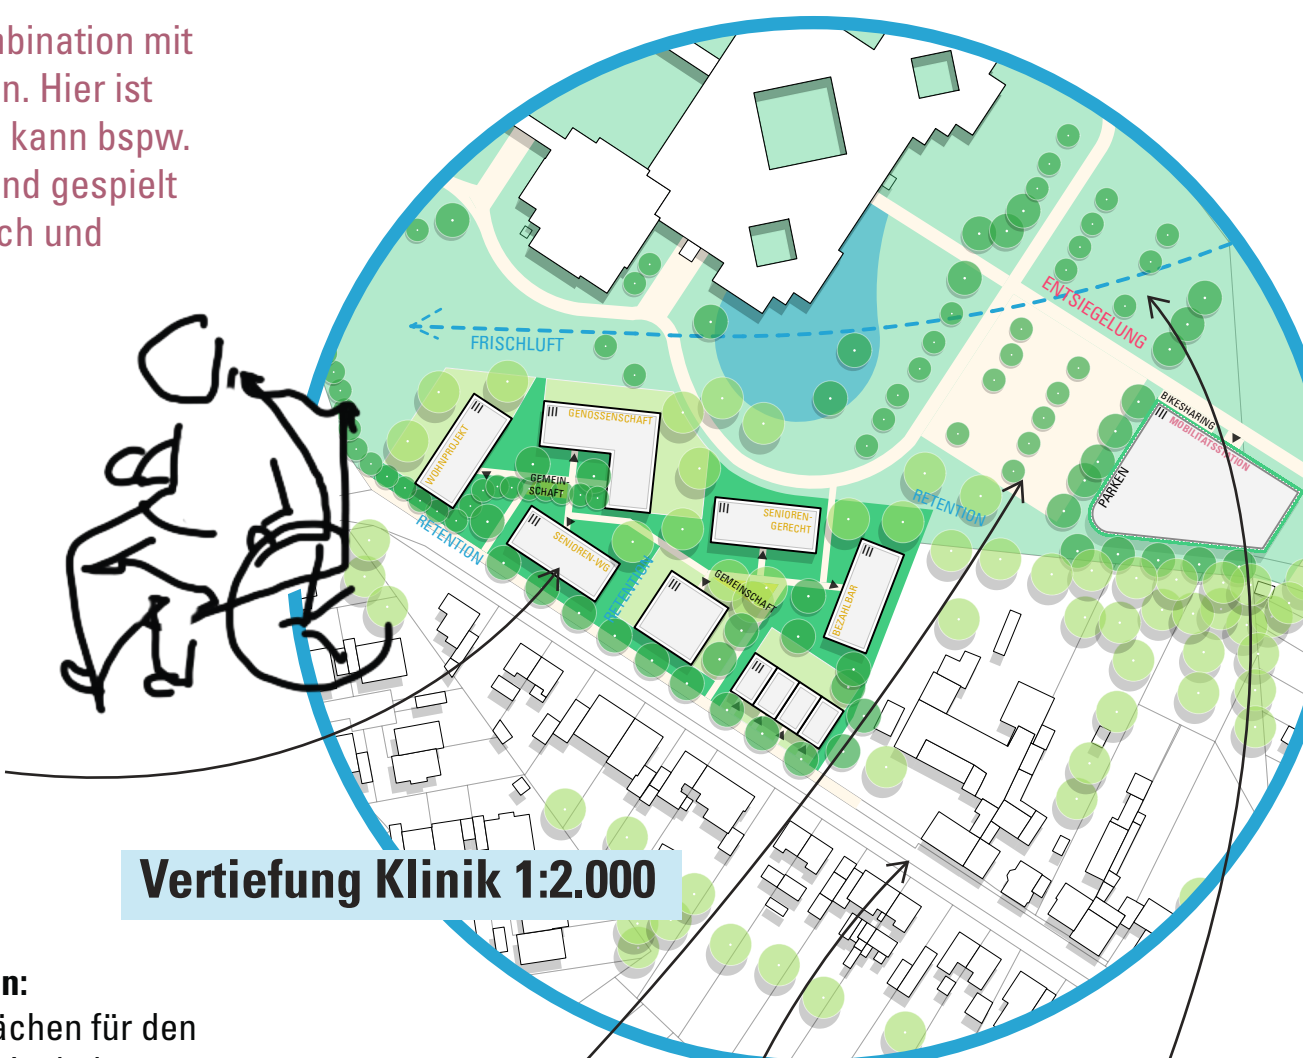 mbination mit
n. Hier ist
kann bspw.
nd gespielt
ch und
FRISCHLUFT
ENTSIEGELUNG
BIKESHARING
MOBILITÄTSSTATION
PARKEN
WOHNPROJEKT
GENOSSENSCHAFT
GEMEIN-
SCHAFT
RETENTION
SENIOREN-WG
RETENTION
SENIOREN-
GERECHT
RETENTION
GEMEINSCHAFT
BEZAHLBAR
Vertiefung Klinik 1:2.000
n:
ächen für den